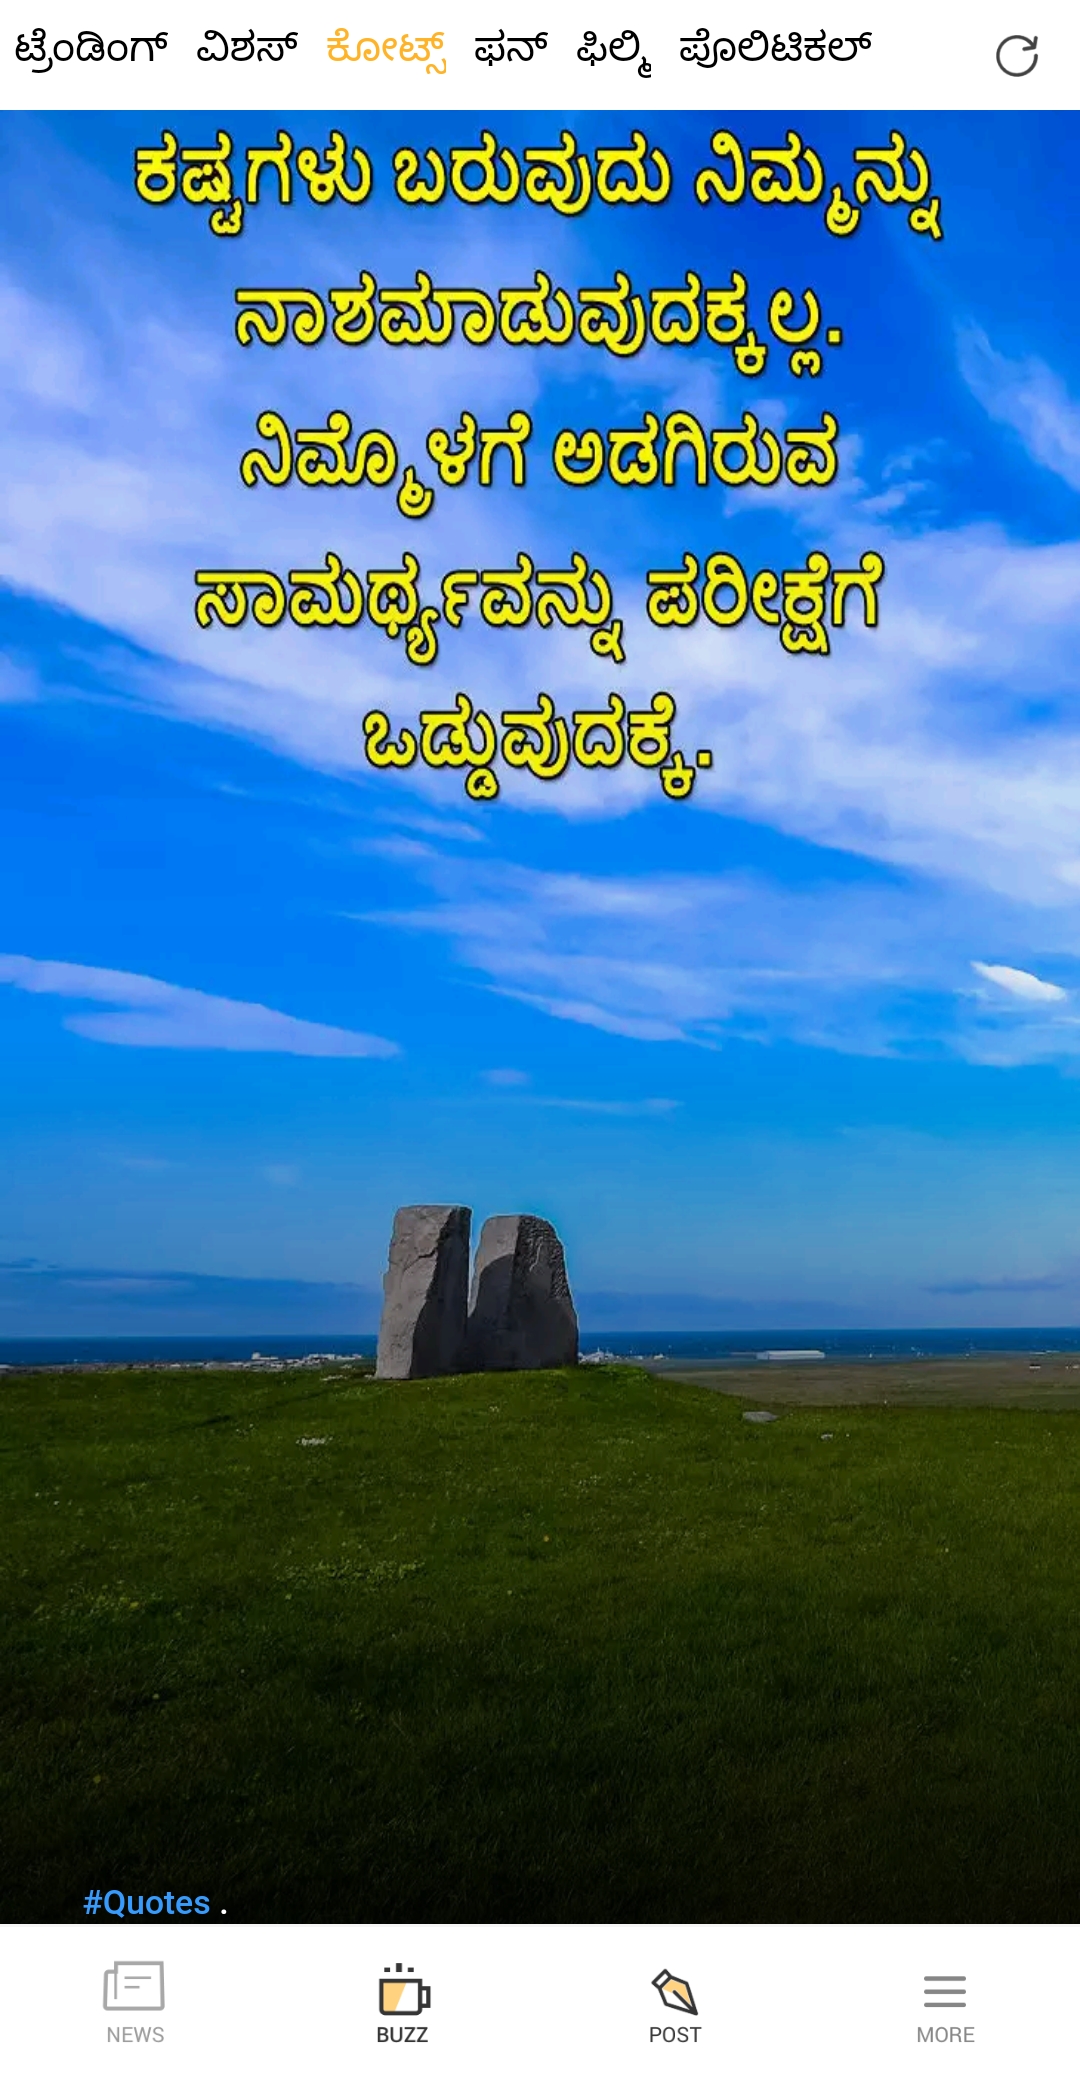 ಟ್ರೆಂಡಿಂಗ್ ವಿಶಸ್ ಕೋಟ್ಸ್ ಫನ್ ಫಿಲ್ಮಿ ಪೊಲಿಟಿಕಲ್
ಕಷ್ಟಗಳು ಬರುವುದು ನಿಮ್ಮನ್ನು
ನಾಶಮಾಡುವುದಕ್ಕಲ್ಲ.
ನಿಮ್ಮೊಳಗೆ ಅಡಗಿರುವ
ಸಾಮರ್ಥ್ಯವನ್ನು ಪರೀಕ್ಷೆಗೆ
ಒಡ್ಡುವುದಕ್ಕೆ.
#Quotes .
NEWS BUZZ POST MORE